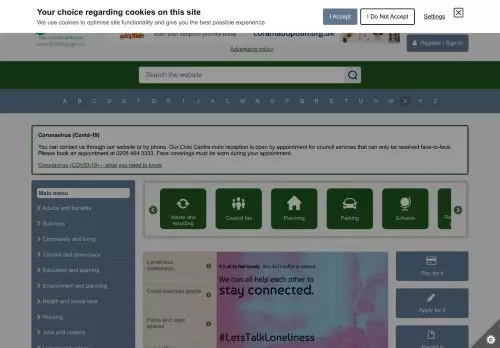 Your choice regarding cookies on this site
We use cookies to optimise site functionality and give you the best possible experience
I Accept
I Do Not Accept
Settings
adoption
coramadoption.org.uk
Register / Sign in
Advertising policy
Search the website
A B C D E F G H I J K L M N O P Q R S T U V W X Y Z
Coronavirus (Covid-19)
You can contact us through our website or by phone. Our Civic Centre main reception is open by appointment for council services that can only be resolved face-to-face.
Please book an appointment at 0208 464 3333. Face coverings must be worn during your appointment.
Coronavirus (COVID-19) – what you need to know
Main menu
Advice and benefits
Business
Community and living
Council and democracy
Education and learning
Environment and planning
Health and social care
Housing
Jobs and careers
Waste and recycling
Council tax
Planning
Parking
Schools
Loneliness awareness
Covid business grants
Parks and open spaces
It's ok to feel lonely. But don't suffer in silence
We can all help each other to
stay connected.
#LetsTalkLoneliness
Pay for it
Apply for it
Report it